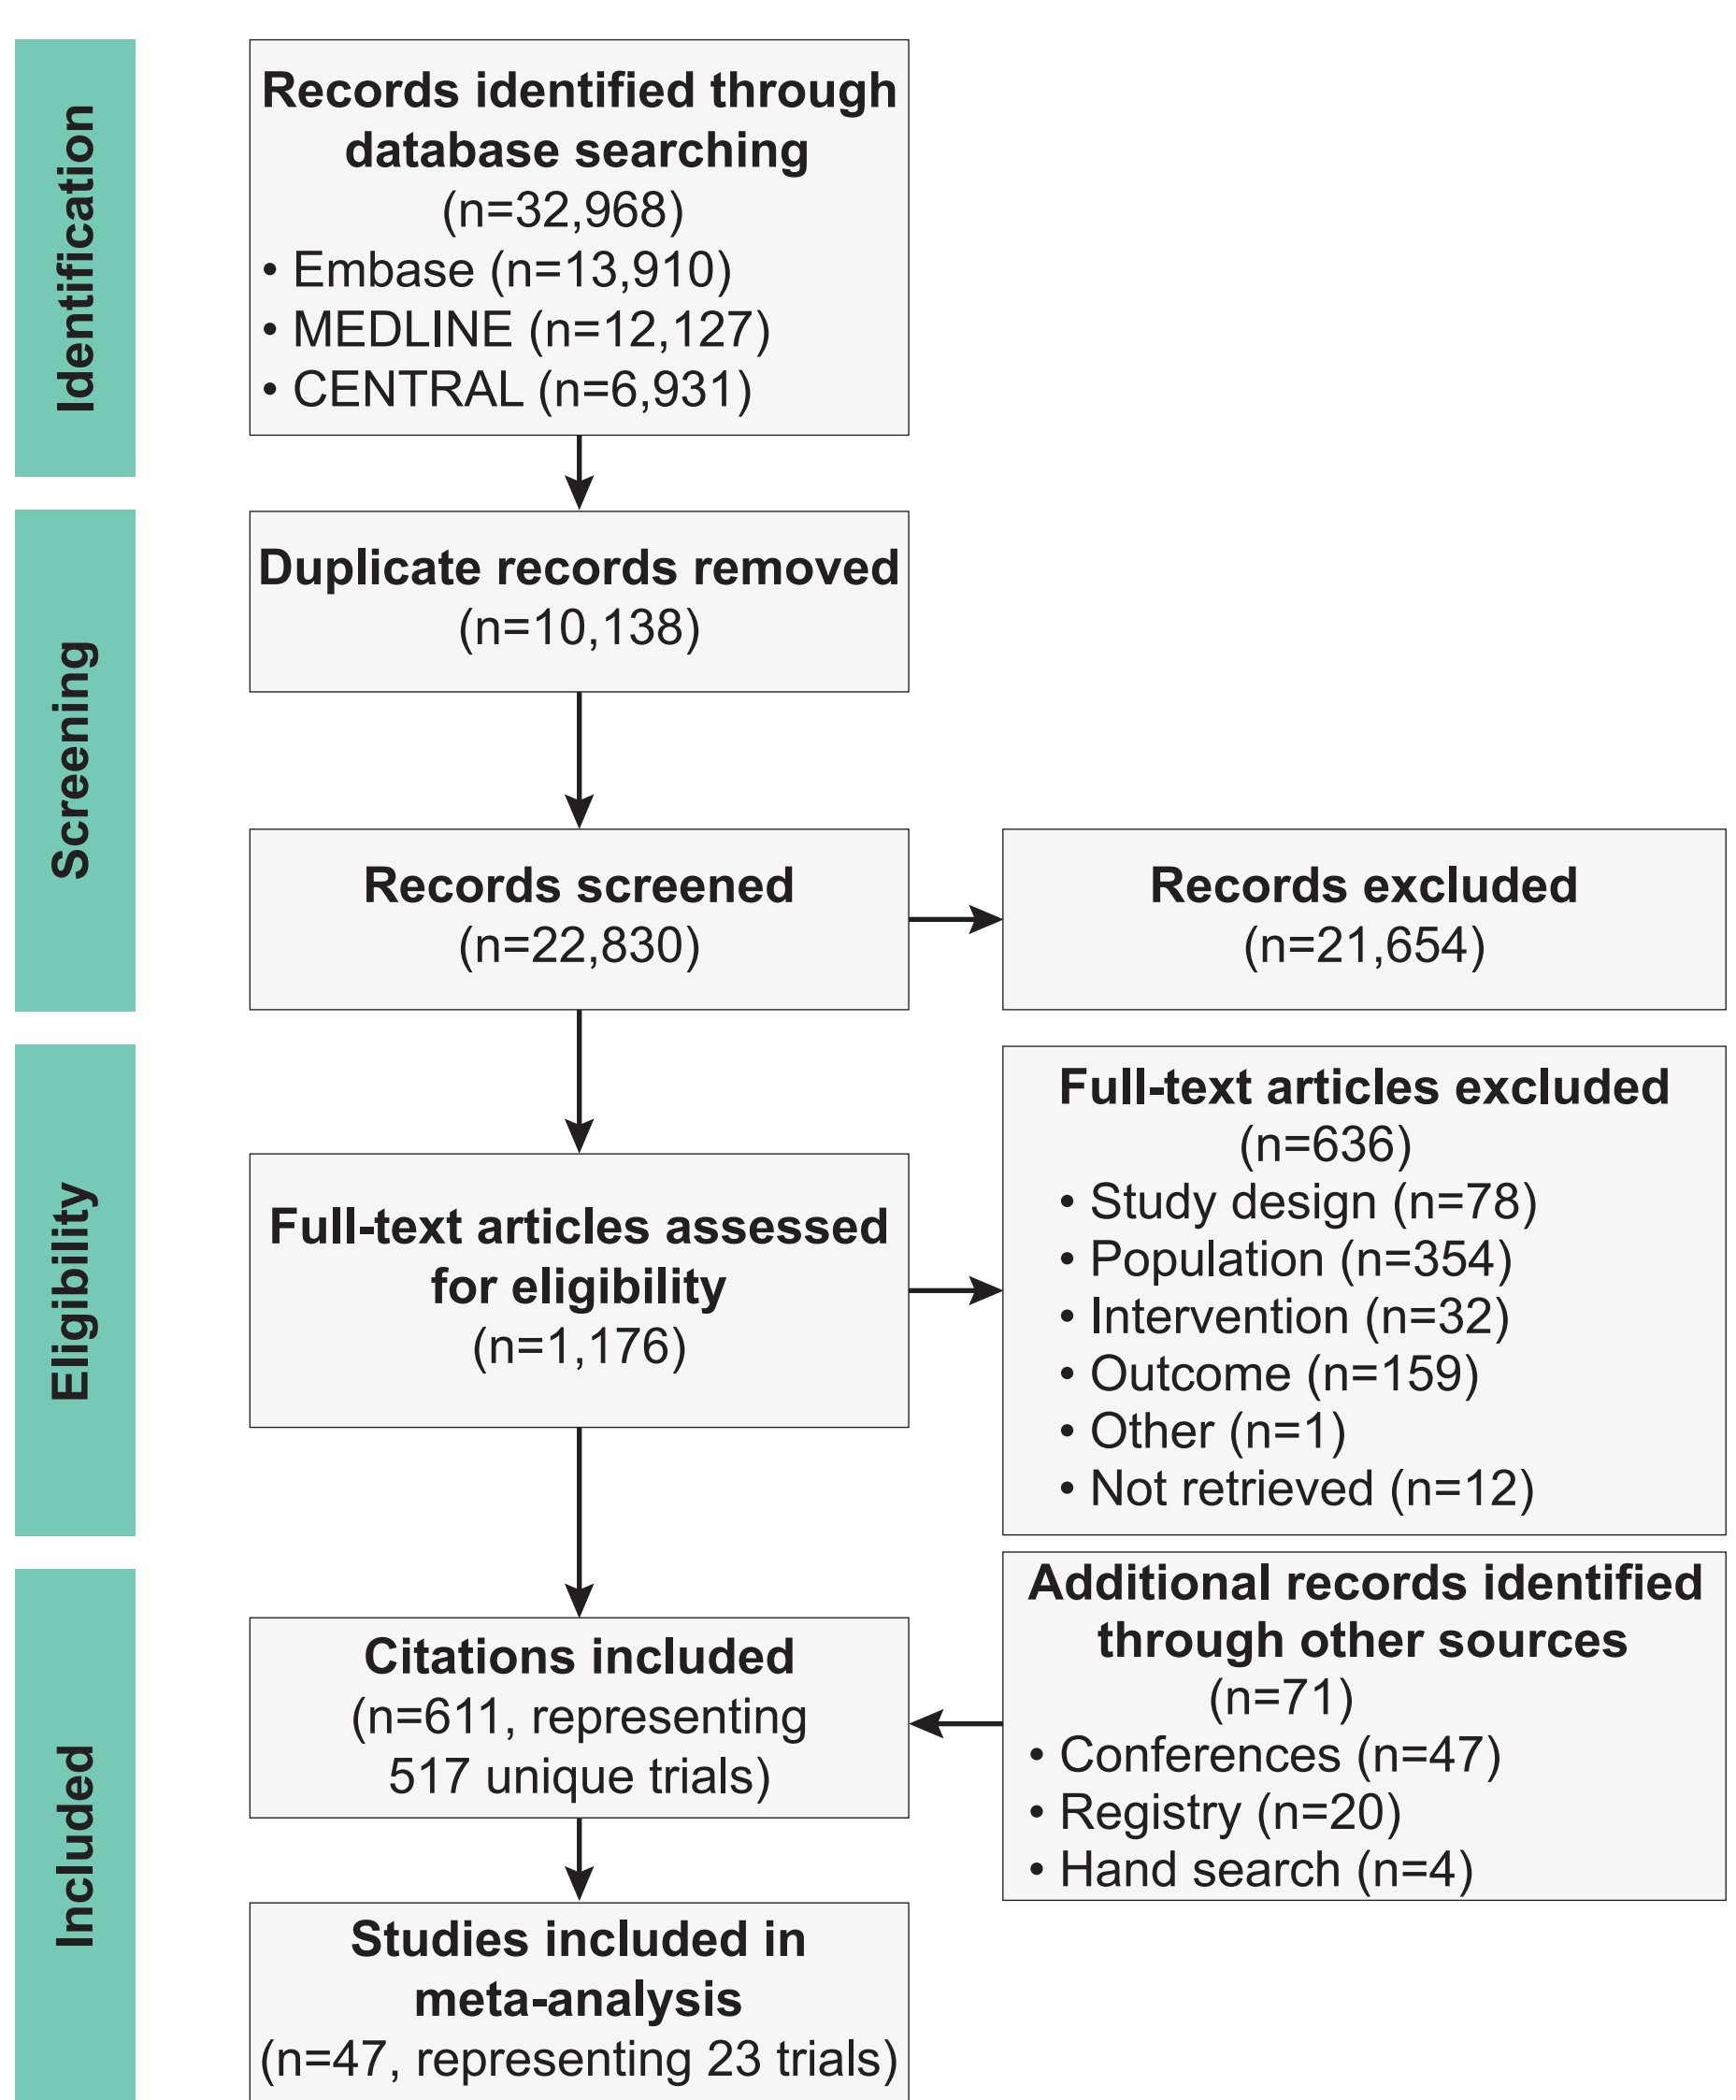 Identification
Records identified through
database searching
(n=32,968)
• Embase (n=13,910)
• MEDLINE (n=12,127)
• CENTRAL (n=6,931)
Screening
Duplicate records removed
(n=10,138)
Records screened
(n=22,830)
Records excluded
(n=21,654)
Eligibility
Full-text articles assessed
for eligibility
(n=1,176)
Full-text articles excluded
(n=636)
• Study design (n=78)
• Population (n=354)
• Intervention (n=32)
• Outcome (n=159)
• Other (n=1)
• Not retrieved (n=12)
Included
Citations included
(n=611, representing
517 unique trials)
Additional records identified
through other sources
(n=71)
• Conferences (n=47)
• Registry (n=20)
• Hand search (n=4)
Studies included in
meta-analysis
(n=47, representing 23 trials)